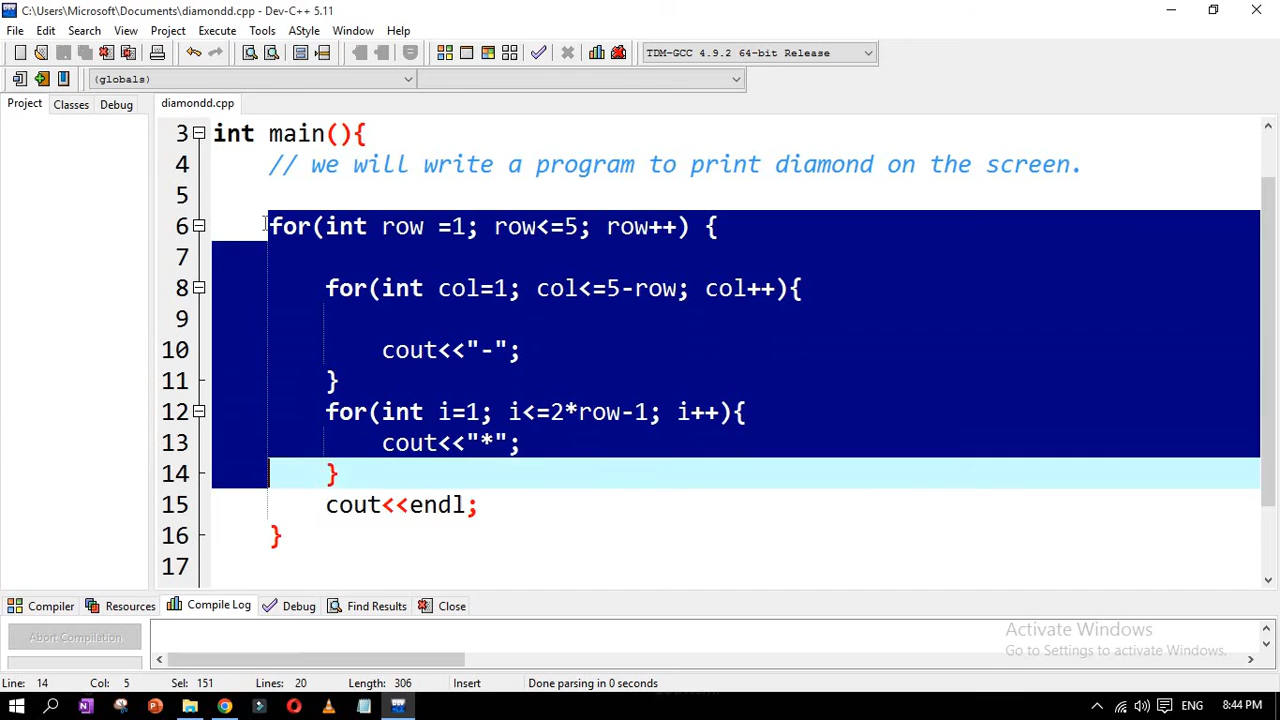 C:\Users\Microsoft\Documents\diamondd.cpp - Dev-C++ 5.11
File Edit Search View Project Execute Tools AStyle Window Help
TDM-GCC 4.9.2 64-bit Release
(globals)
Project Classes Debug diamondd.cpp
3 int main(){
4 // we will write a program to print diamond on the screen.
5
6 for(int row =1; row<=5; row++) {
7
8 for(int col=1; col<=5-row; col++){
9
10 cout<<"-";
11 }
12 for(int i=1; i<=2*row-1; i++){
13 cout<<"*";
14 }
15 cout<<endl;
16 }
17
Compiler Resources Compile Log Debug Find Results Close
Abort Compilation
Activate Windows
Go to Settings to activate Windows.
Line: 14 Col: 5 Sel: 151 Lines: 20 Length: 306 Insert Done parsing in 0 seconds
ENG 8:44 PM